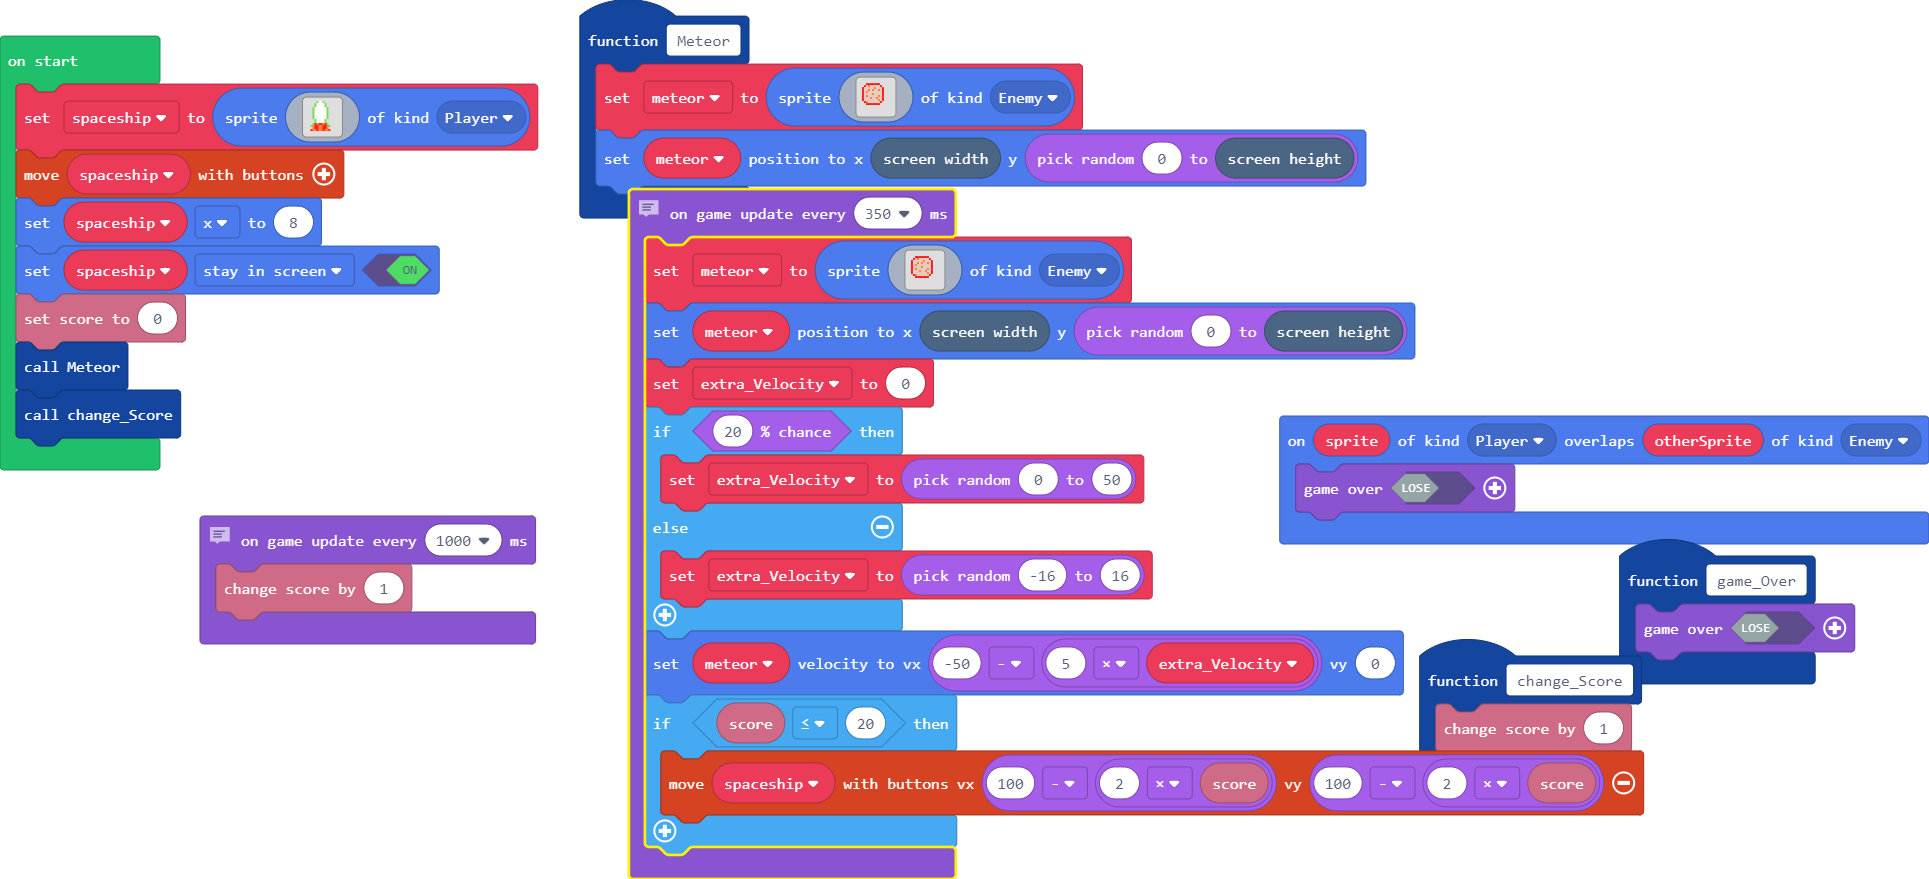 on start
set spaceship to sprite of kind Player
move spaceship with buttons
set spaceship x to 8
set spaceship stay in screen ON
set score to 0
call Meteor
call change_Score
on game update every 1000 ms
change score by 1
function Meteor
set meteor to sprite of kind Enemy
set meteor position to x screen width y pick random 0 to screen height
on game update every 350 ms
set meteor to sprite of kind Enemy
set meteor position to x screen width y pick random 0 to screen height
set extra_Velocity to 0
if 20 % chance then
set extra_Velocity to pick random 0 to 50
else
set extra_Velocity to pick random -16 to 16
set meteor velocity to vx -50 - 5 × extra_Velocity vy 0
if score ≤ 20 then
move spaceship with buttons vx 100 - 2 × score vy 100 - 2 × score
on sprite of kind Player overlaps otherSprite of kind Enemy
game over LOSE
function game_Over
game over LOSE
function change_Score
change score by 1